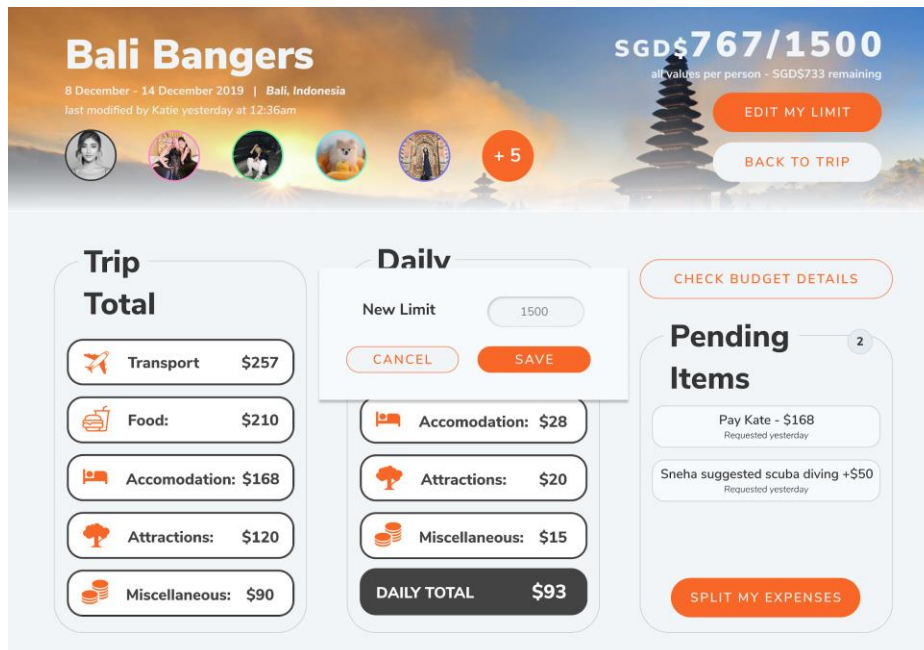 Bali Bangers
8 December - 14 December 2019 | Bali, Indonesia
last modified by Katie yesterday at 12:36am
+ 5
SGD$767/1500
all values per person - SGD$733 remaining
EDIT MY LIMIT
BACK TO TRIP
Trip
Total
Transport $257
Food: $210
Accomodation: $168
Attractions: $120
Miscellaneous: $90
Daily
New Limit 1500
CANCEL SAVE
Accomodation: $28
Attractions: $20
Miscellaneous: $15
DAILY TOTAL $93
CHECK BUDGET DETAILS
Pending 2
Items
Pay Kate - $168
Requested yesterday
Sneha suggested scuba diving +$50
Requested yesterday
SPLIT MY EXPENSES